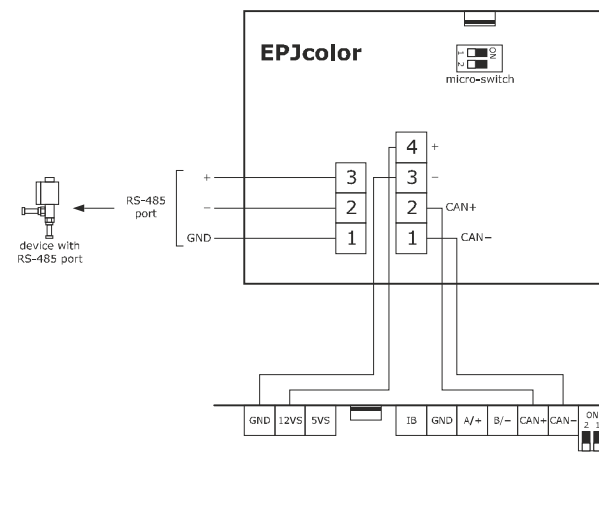 EPJcolor
1
2
ON
micro-switch
4 +
+ 3 3 −
RS-485
port
− 2 2 CAN+
GND 1 1 CAN−
device with
RS-485 port
GND 12VS 5VS IB GND A/+ B/− CAN+ CAN−
ON
2 1